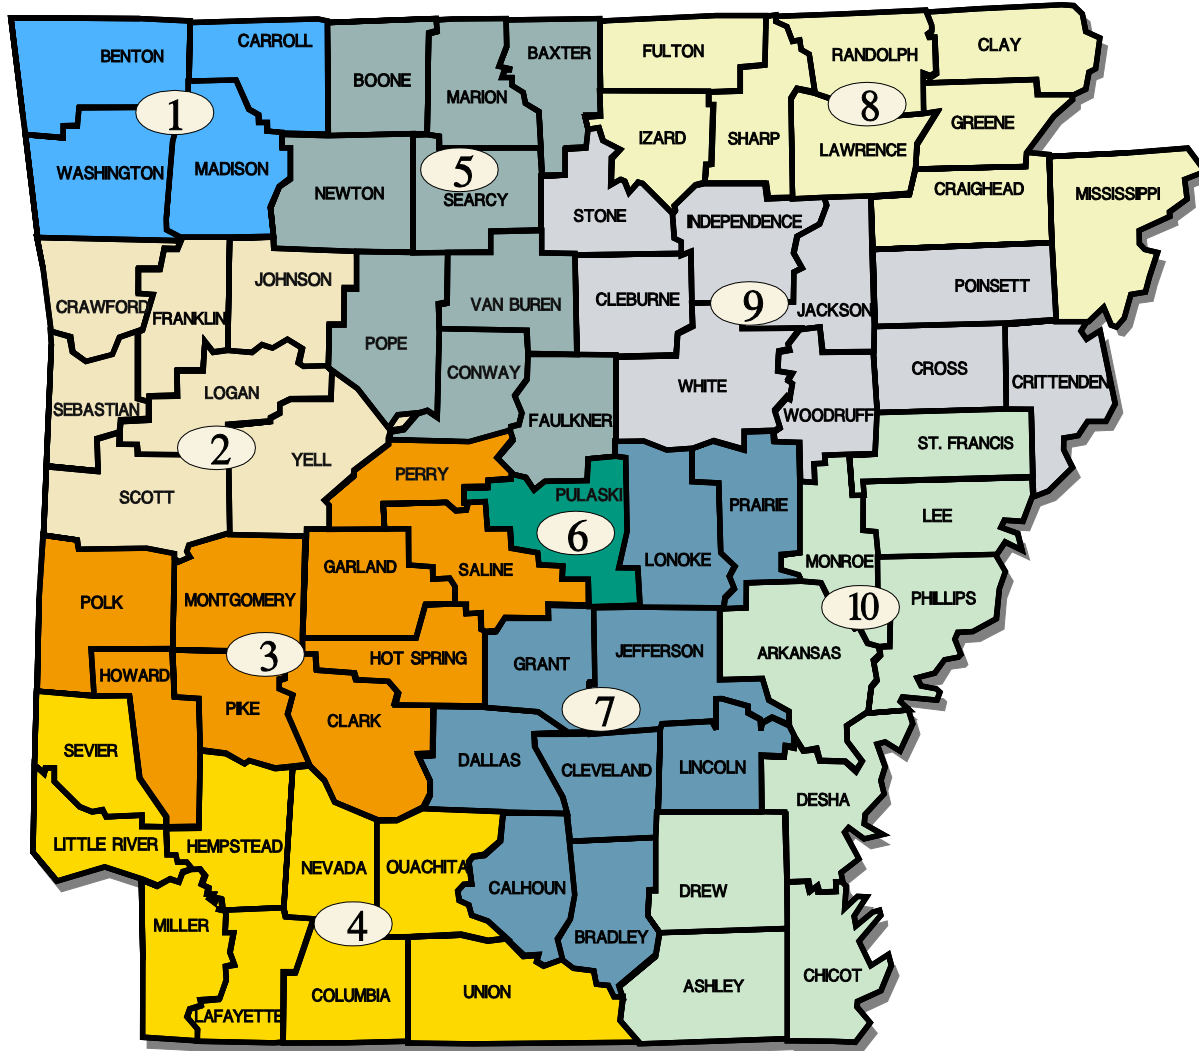 BENTON
CARROLL
BOONE
MARION
BAXTER
FULTON
RANDOLPH
CLAY
1
WASHINGTON
MADISON
NEWTON
5
SEARCY
STONE
IZARD
SHARP
8
LAWRENCE
GREENE
CRAIGHEAD
MISSISSIPPI
INDEPENDENCE
CRAWFORD
FRANKLIN
JOHNSON
POPE
VAN BUREN
CLEBURNE
9
JACKSON
POINSETT
SEBASTIAN
LOGAN
CONWAY
FAULKNER
WHITE
WOODRUFF
CROSS
CRITTENDEN
2
SCOTT
YELL
PERRY
PULASKI
6
LONOKE
PRAIRIE
MONROE
ST. FRANCIS
LEE
PHILLIPS
POLK
MONTGOMERY
GARLAND
SALINE
HOWARD
3
HOT SPRING
GRANT
JEFFERSON
ARKANSAS
10
PIKE
CLARK
7
SEVIER
DALLAS
CLEVELAND
LINCOLN
DESHA
LITTLE RIVER
HEMPSTEAD
NEVADA
OUACHITA
CALHOUN
BRADLEY
DREW
MILLER
4
LAFAYETTE
COLUMBIA
UNION
ASHLEY
CHICOT